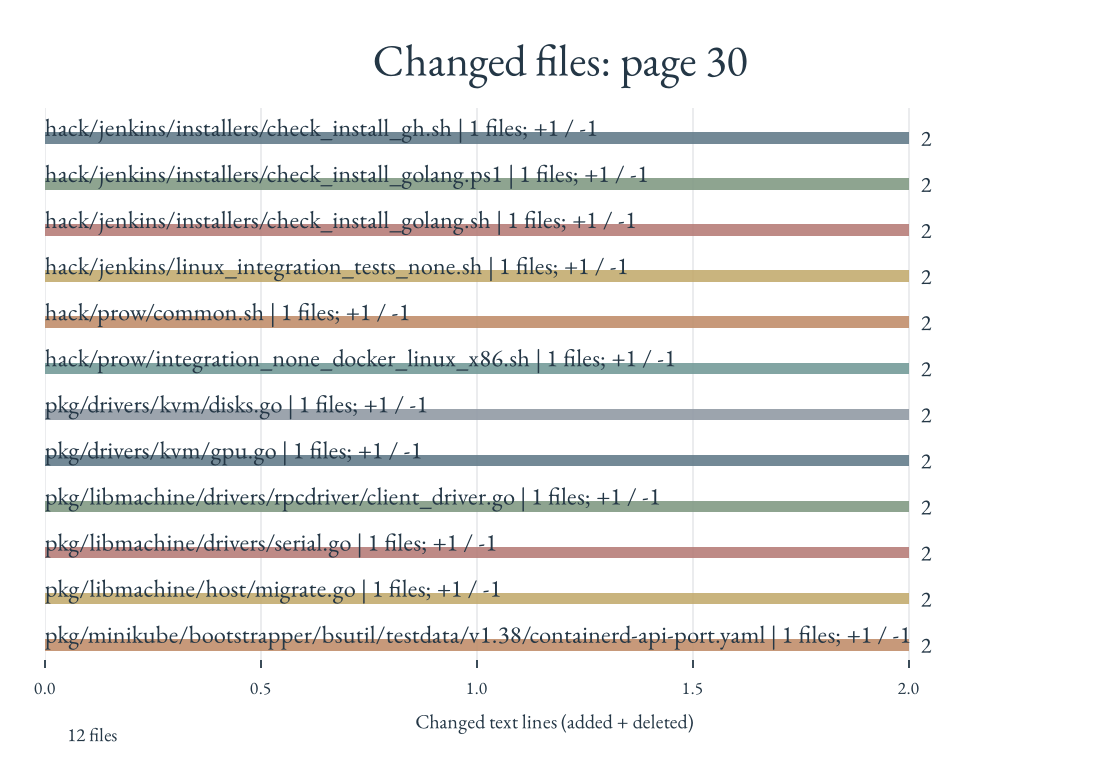 Changed files: page 30
hack/jenkins/installers/check_install_gh.sh | 1 files; +1 / -1
2
hack/jenkins/installers/check_install_golang.ps1 | 1 files; +1 / -1
2
hack/jenkins/installers/check_install_golang.sh | 1 files; +1 / -1
2
hack/jenkins/linux_integration_tests_none.sh | 1 files; +1 / -1
2
hack/prow/common.sh | 1 files; +1 / -1
2
hack/prow/integration_none_docker_linux_x86.sh | 1 files; +1 / -1
2
pkg/drivers/kvm/disks.go | 1 files; +1 / -1
2
pkg/drivers/kvm/gpu.go | 1 files; +1 / -1
2
pkg/libmachine/drivers/rpcdriver/client_driver.go | 1 files; +1 / -1
2
pkg/libmachine/drivers/serial.go | 1 files; +1 / -1
2
pkg/libmachine/host/migrate.go | 1 files; +1 / -1
2
pkg/minikube/bootstrapper/bsutil/testdata/v1.38/containerd-api-port.yaml | 1 files; +1 / -1
2
0.0 0.5 1.0 1.5 2.0
Changed text lines (added + deleted)
12 files